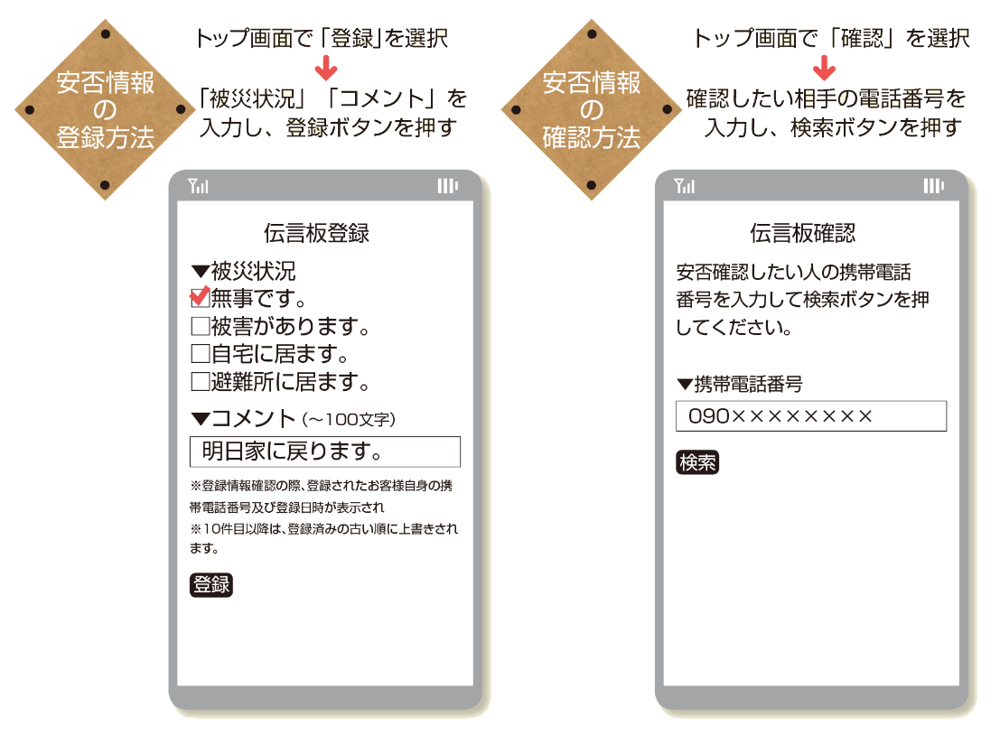 安否情報
の
登録方法
トップ画面で「登録」を選択
「被災状況」「コメント」を
入力し、登録ボタンを押す
伝言板登録
▼被災状況
☑無事です。
□被害があります。
□自宅に居ます。
□避難所に居ます。
▼コメント(〜100文字)
明日家に戻ります。
※登録情報確認の際、登録されたお客様自身の携
帯電話番号及び登録日時が表示され
※10件目以降は、登録済みの古い順に上書きされ
ます。
登録
安否情報
の
確認方法
トップ画面で「確認」を選択
確認したい相手の電話番号を
入力し、検索ボタンを押す
伝言板確認
安否確認したい人の携帯電話
番号を入力して検索ボタンを押
してください。
▼携帯電話番号
090××××××××
検索